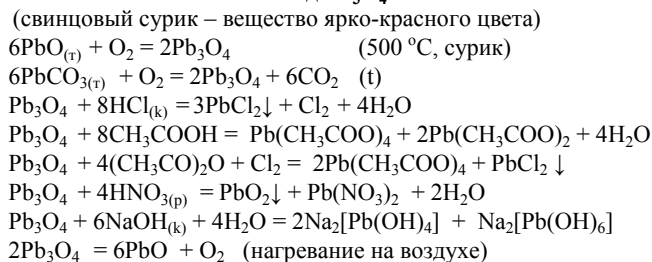 (свинцовый сурик – вещество ярко-красного цвета)
6PbO₍т₎ + O₂ = 2Pb₃O₄ (500 °C, сурик)
6PbCO₃₍т₎ + O₂ = 2Pb₃O₄ + 6CO₂ (t)
Pb₃O₄ + 8HCl₍k₎ = 3PbCl₂↓ + Cl₂ + 4H₂O
Pb₃O₄ + 8CH₃COOH = Pb(CH₃COO)₄ + 2Pb(CH₃COO)₂ + 4H₂O
Pb₃O₄ + 4(CH₃CO)₂O + Cl₂ = 2Pb(CH₃COO)₄ + PbCl₂ ↓
Pb₃O₄ + 4HNO₃₍р₎ = PbO₂↓ + Pb(NO₃)₂ + 2H₂O
Pb₃O₄ + 6NaOH₍k₎ + 4H₂O = 2Na₂[Pb(OH)₄] + Na₂[Pb(OH)₆]
2Pb₃O₄ = 6PbO + O₂ (нагревание на воздухе)